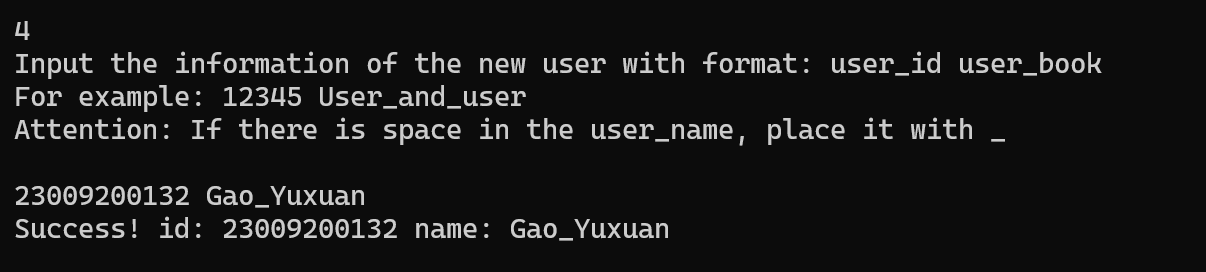 4
Input the information of the new user with format: user_id user_book
For example: 12345 User_and_user
Attention: If there is space in the user_name, place it with _
23009200132 Gao_Yuxuan
Success! id: 23009200132 name: Gao_Yuxuan